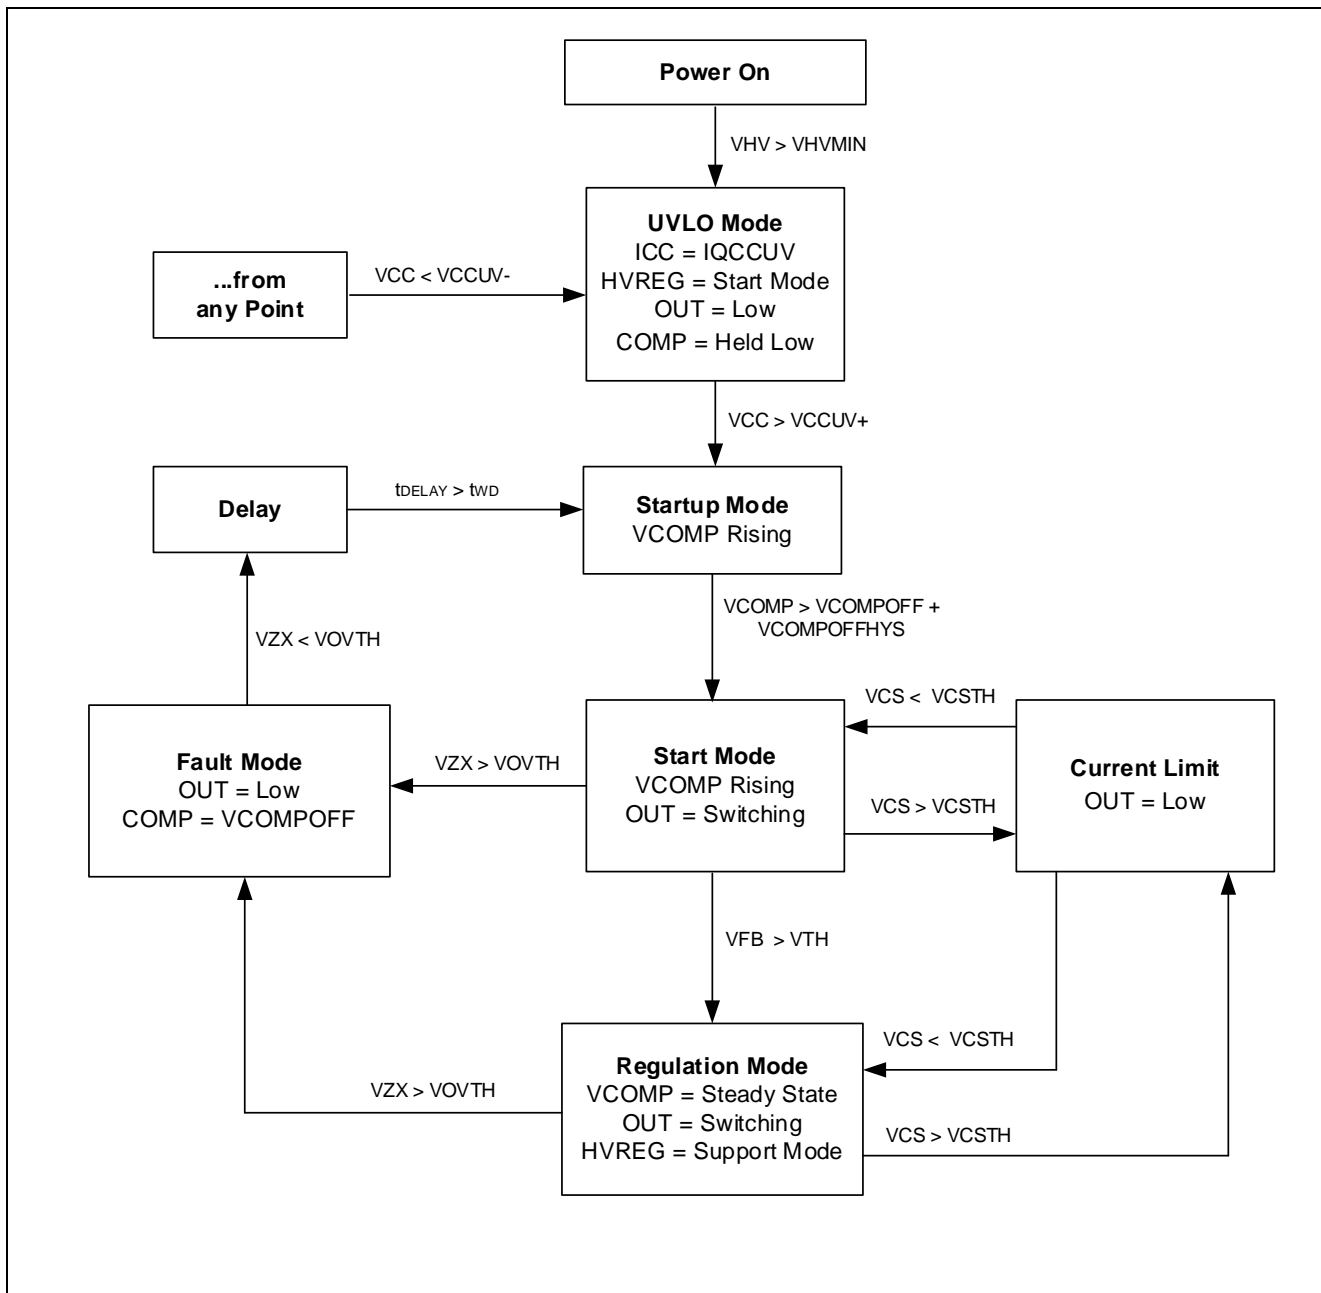 Power On
VHV > VHVMIN
UVLO Mode
ICC = IQCCUV
HVREG = Start Mode
OUT = Low
COMP = Held Low
...from
any Point
VCC < VCCUV-
VCC > VCCUV+
Delay
tDELAY > tWD
Startup Mode
VCOMP Rising
VCOMP > VCOMPOFF +
VCOMPOFFHYS
VZX < VOVTH
Fault Mode
OUT = Low
COMP = VCOMPOFF
VZX > VOVTH
Start Mode
VCOMP Rising
OUT = Switching
VCS < VCSTH
VCS > VCSTH
Current Limit
OUT = Low
VFB > VTH
VZX > VOVTH
Regulation Mode
VCOMP = Steady State
OUT = Switching
HVREG = Support Mode
VCS < VCSTH
VCS > VCSTH